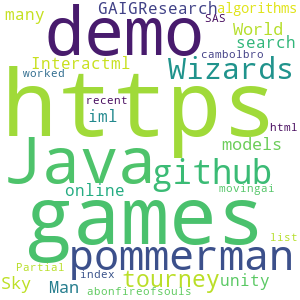 many GAIGResearch algorithms
SAS
demo World
Interactml search
cambolbro
worked Wizards
https
recent iml html
Java github models
online movingai
games
pommerman list
Partial
Sky Man index tourney unity
abonfireofsouls